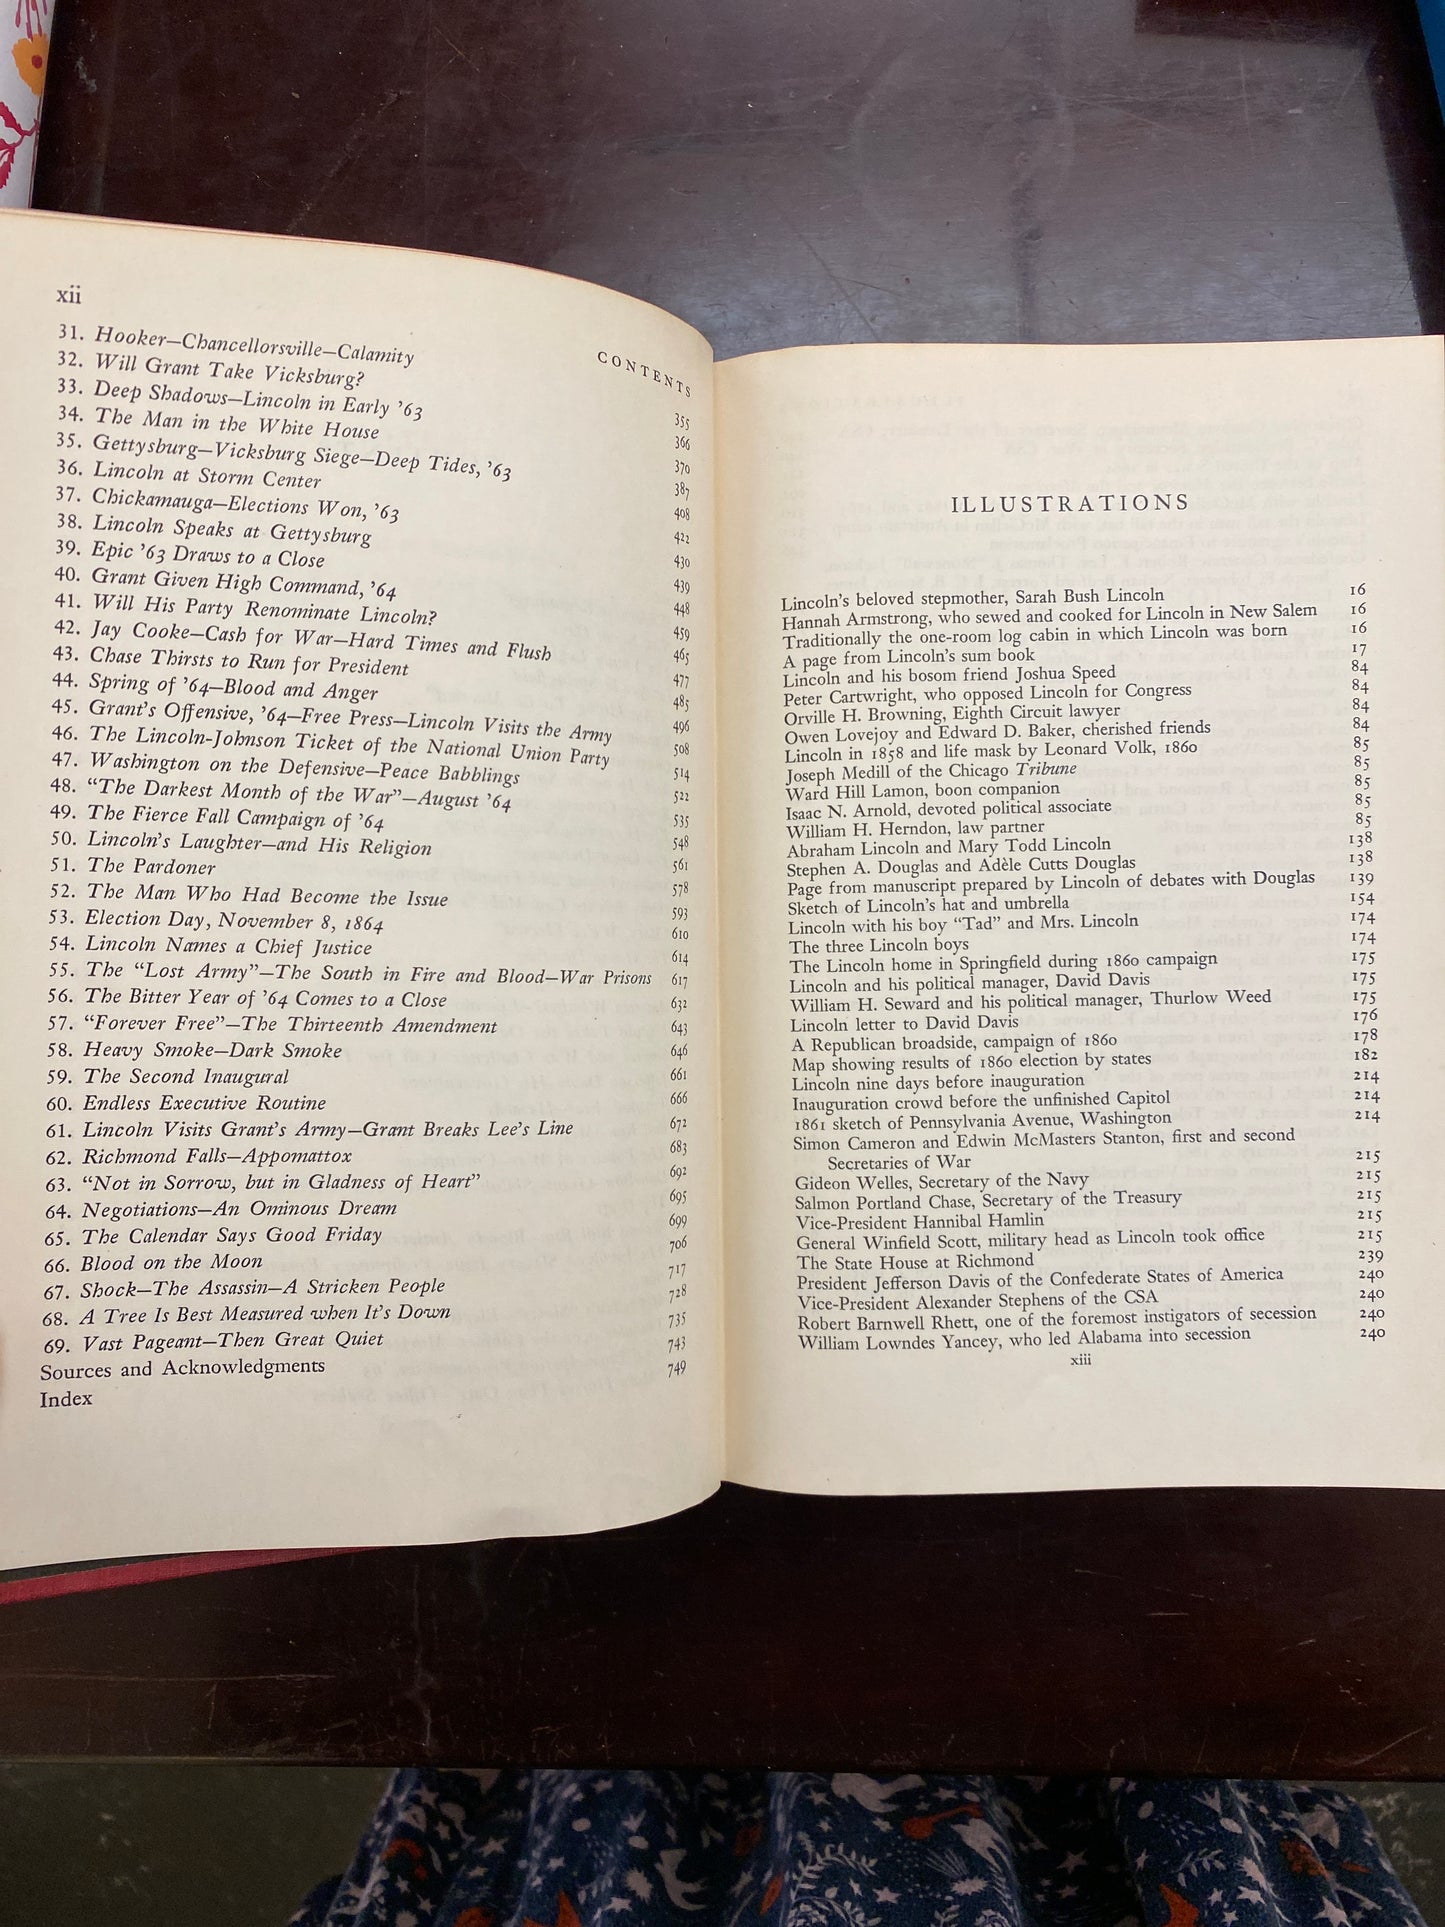 xii
CONTENTS
31. Hooker—Chancellorsville—Calamity 355
32. Will Grant Take Vicksburg? 366
33. Deep Shadows—Lincoln in Early '63 370
34. The Man in the White House 387
35. Gettysburg—Vicksburg Siege—Deep Tides, '63 408
36. Lincoln at Storm Center 422
37. Chickamauga—Elections Won, '63 430
38. Lincoln Speaks at Gettysburg 439
39. Epic '63 Draws to a Close 448
40. Grant Given High Command, '64 459
41. Will His Party Renominate Lincoln? 465
42. Jay Cooke—Cash for War—Hard Times and Flush 477
43. Chase Thirsts to Run for President 485
44. Spring of '64—Blood and Anger 496
45. Grant's Offensive, '64—Free Press—Lincoln Visits the Army 508
46. The Lincoln-Johnson Ticket of the National Union Party 514
47. Washington on the Defensive—Peace Babblings 522
48. "The Darkest Month of the War"—August '64 535
49. The Fierce Fall Campaign of '64 548
50. Lincoln's Laughter—and His Religion 561
51. The Pardoner 578
52. The Man Who Had Become the Issue 593
53. Election Day, November 8, 1864 610
54. Lincoln Names a Chief Justice 614
55. The "Lost Army"—The South in Fire and Blood—War Prisons 617
56. The Bitter Year of '64 Comes to a Close 632
57. "Forever Free"—The Thirteenth Amendment 643
58. Heavy Smoke—Dark Smoke 646
59. The Second Inaugural 661
60. Endless Executive Routine 666
61. Lincoln Visits Grant's Army—Grant Breaks Lee's Line 672
62. Richmond Falls—Appomattox 683
63. "Not in Sorrow, but in Gladness of Heart" 692
64. Negotiations—An Ominous Dream 695
65. The Calendar Says Good Friday 699
66. Blood on the Moon 706
67. Shock—The Assassin—A Stricken People 717
68. A Tree Is Best Measured when It's Down 728
69. Vast Pageant—Then Great Quiet 735
Sources and Acknowledgments 743
Index 749
ILLUSTRATIONS
Lincoln's beloved stepmother, Sarah Bush Lincoln 16
Hannah Armstrong, who sewed and cooked for Lincoln in New Salem 16
Traditionally the one-room log cabin in which Lincoln was born 16
A page from Lincoln's sum book 17
Lincoln and his bosom friend Joshua Speed 84
Peter Cartwright, who opposed Lincoln for Congress 84
Orville H. Browning, Eighth Circuit lawyer 84
Owen Lovejoy and Edward D. Baker, cherished friends 84
Lincoln in 1858 and life mask by Leonard Volk, 1860 85
Joseph Medill of the Chicago Tribune 85
Ward Hill Lamon, boon companion 85
Isaac N. Arnold, devoted political associate 85
William H. Herndon, law partner 85
Abraham Lincoln and Mary Todd Lincoln 138
Stephen A. Douglas and Adèle Cutts Douglas 138
Page from manuscript prepared by Lincoln of debates with Douglas 139
Sketch of Lincoln's hat and umbrella 154
Lincoln with his boy "Tad" and Mrs. Lincoln 174
The three Lincoln boys 174
The Lincoln home in Springfield during 1860 campaign 175
Lincoln and his political manager, David Davis 175
William H. Seward and his political manager, Thurlow Weed 175
Lincoln letter to David Davis 176
A Republican broadside, campaign of 1860 178
Map showing results of 1860 election by states 182
Lincoln nine days before inauguration 214
Inauguration crowd before the unfinished Capitol 214
1861 sketch of Pennsylvania Avenue, Washington 214
Simon Cameron and Edwin McMasters Stanton, first and second
Secretaries of War 215
Gideon Welles, Secretary of the Navy 215
Salmon Portland Chase, Secretary of the Treasury 215
Vice-President Hannibal Hamlin 215
General Winfield Scott, military head as Lincoln took office 215
The State House at Richmond 239
President Jefferson Davis of the Confederate States of America 240
Vice-President Alexander Stephens of the CSA 240
Robert Barnwell Rhett, one of the foremost instigators of secession 240
William Lowndes Yancey, who led Alabama into secession 240
xiii